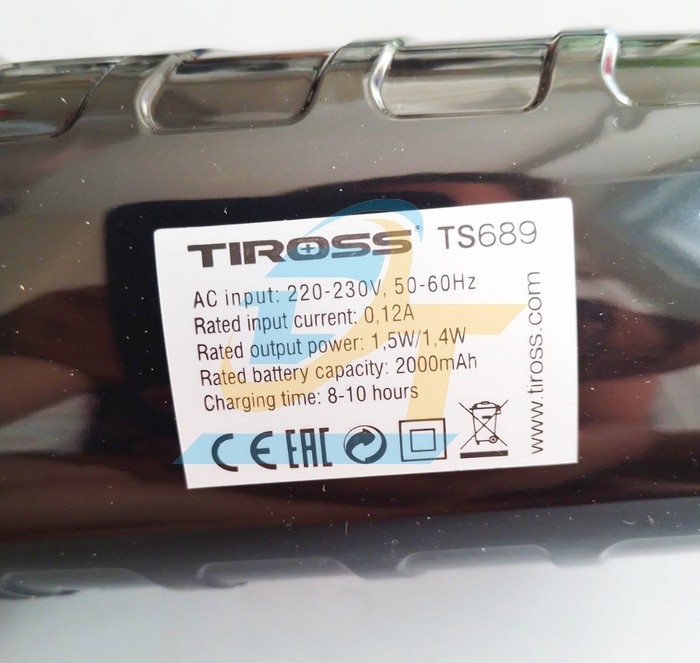 TIROSS TS689
AC input: 220-230V, 50-60Hz
Rated input current: 0,12A
Rated output power: 1,5W/1,4W
Rated battery capacity: 2000mAh
Charging time: 8-10 hours
CE EAC
www.tiross.com
DT